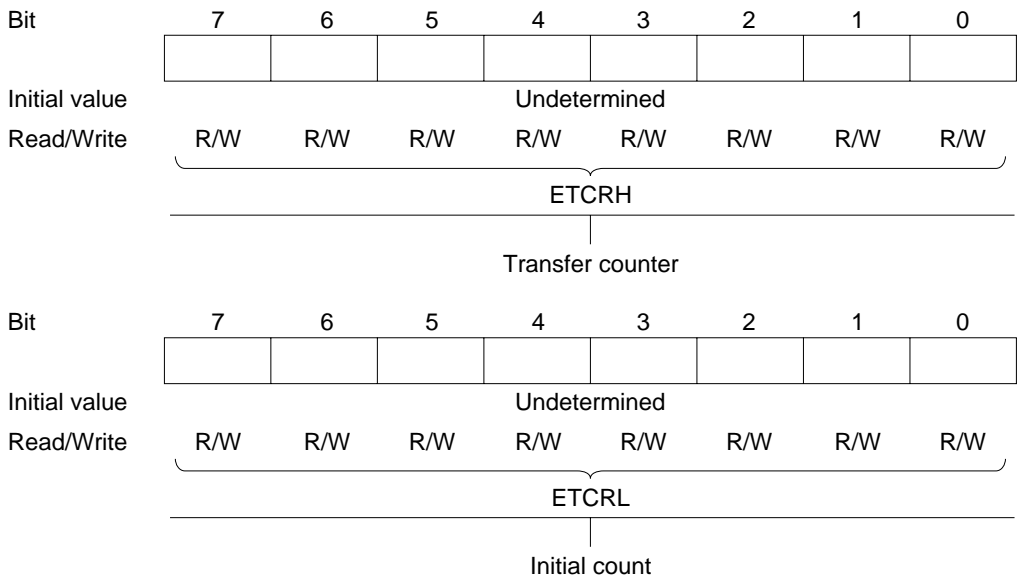 Bit 7 6 5 4 3 2 1 0
Initial value Undetermined
Read/Write R/W R/W R/W R/W R/W R/W R/W R/W
ETCRH
Transfer counter
Bit 7 6 5 4 3 2 1 0
Initial value Undetermined
Read/Write R/W R/W R/W R/W R/W R/W R/W R/W
ETCRL
Initial count